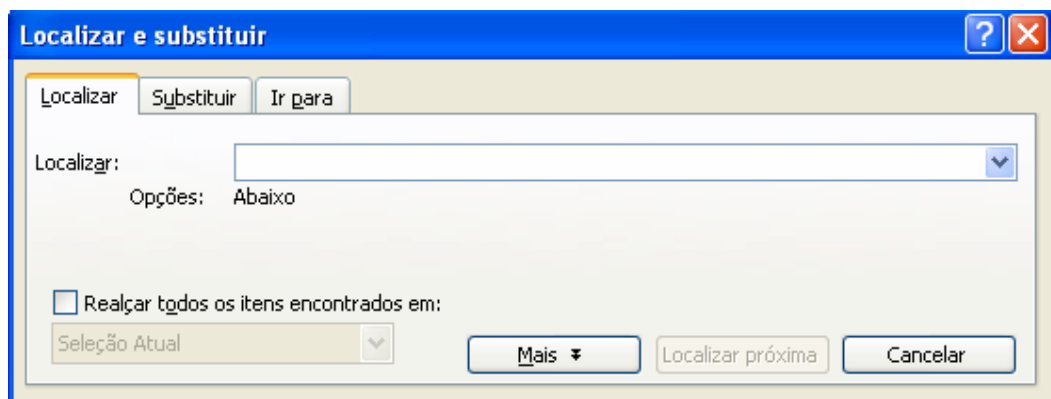 Localizar e substituir
Localizar Substituir Ir para
Localizar:
Opções: Abaixo
Realçar todos os itens encontrados em:
Seleção Atual
Mais Localizar próxima Cancelar